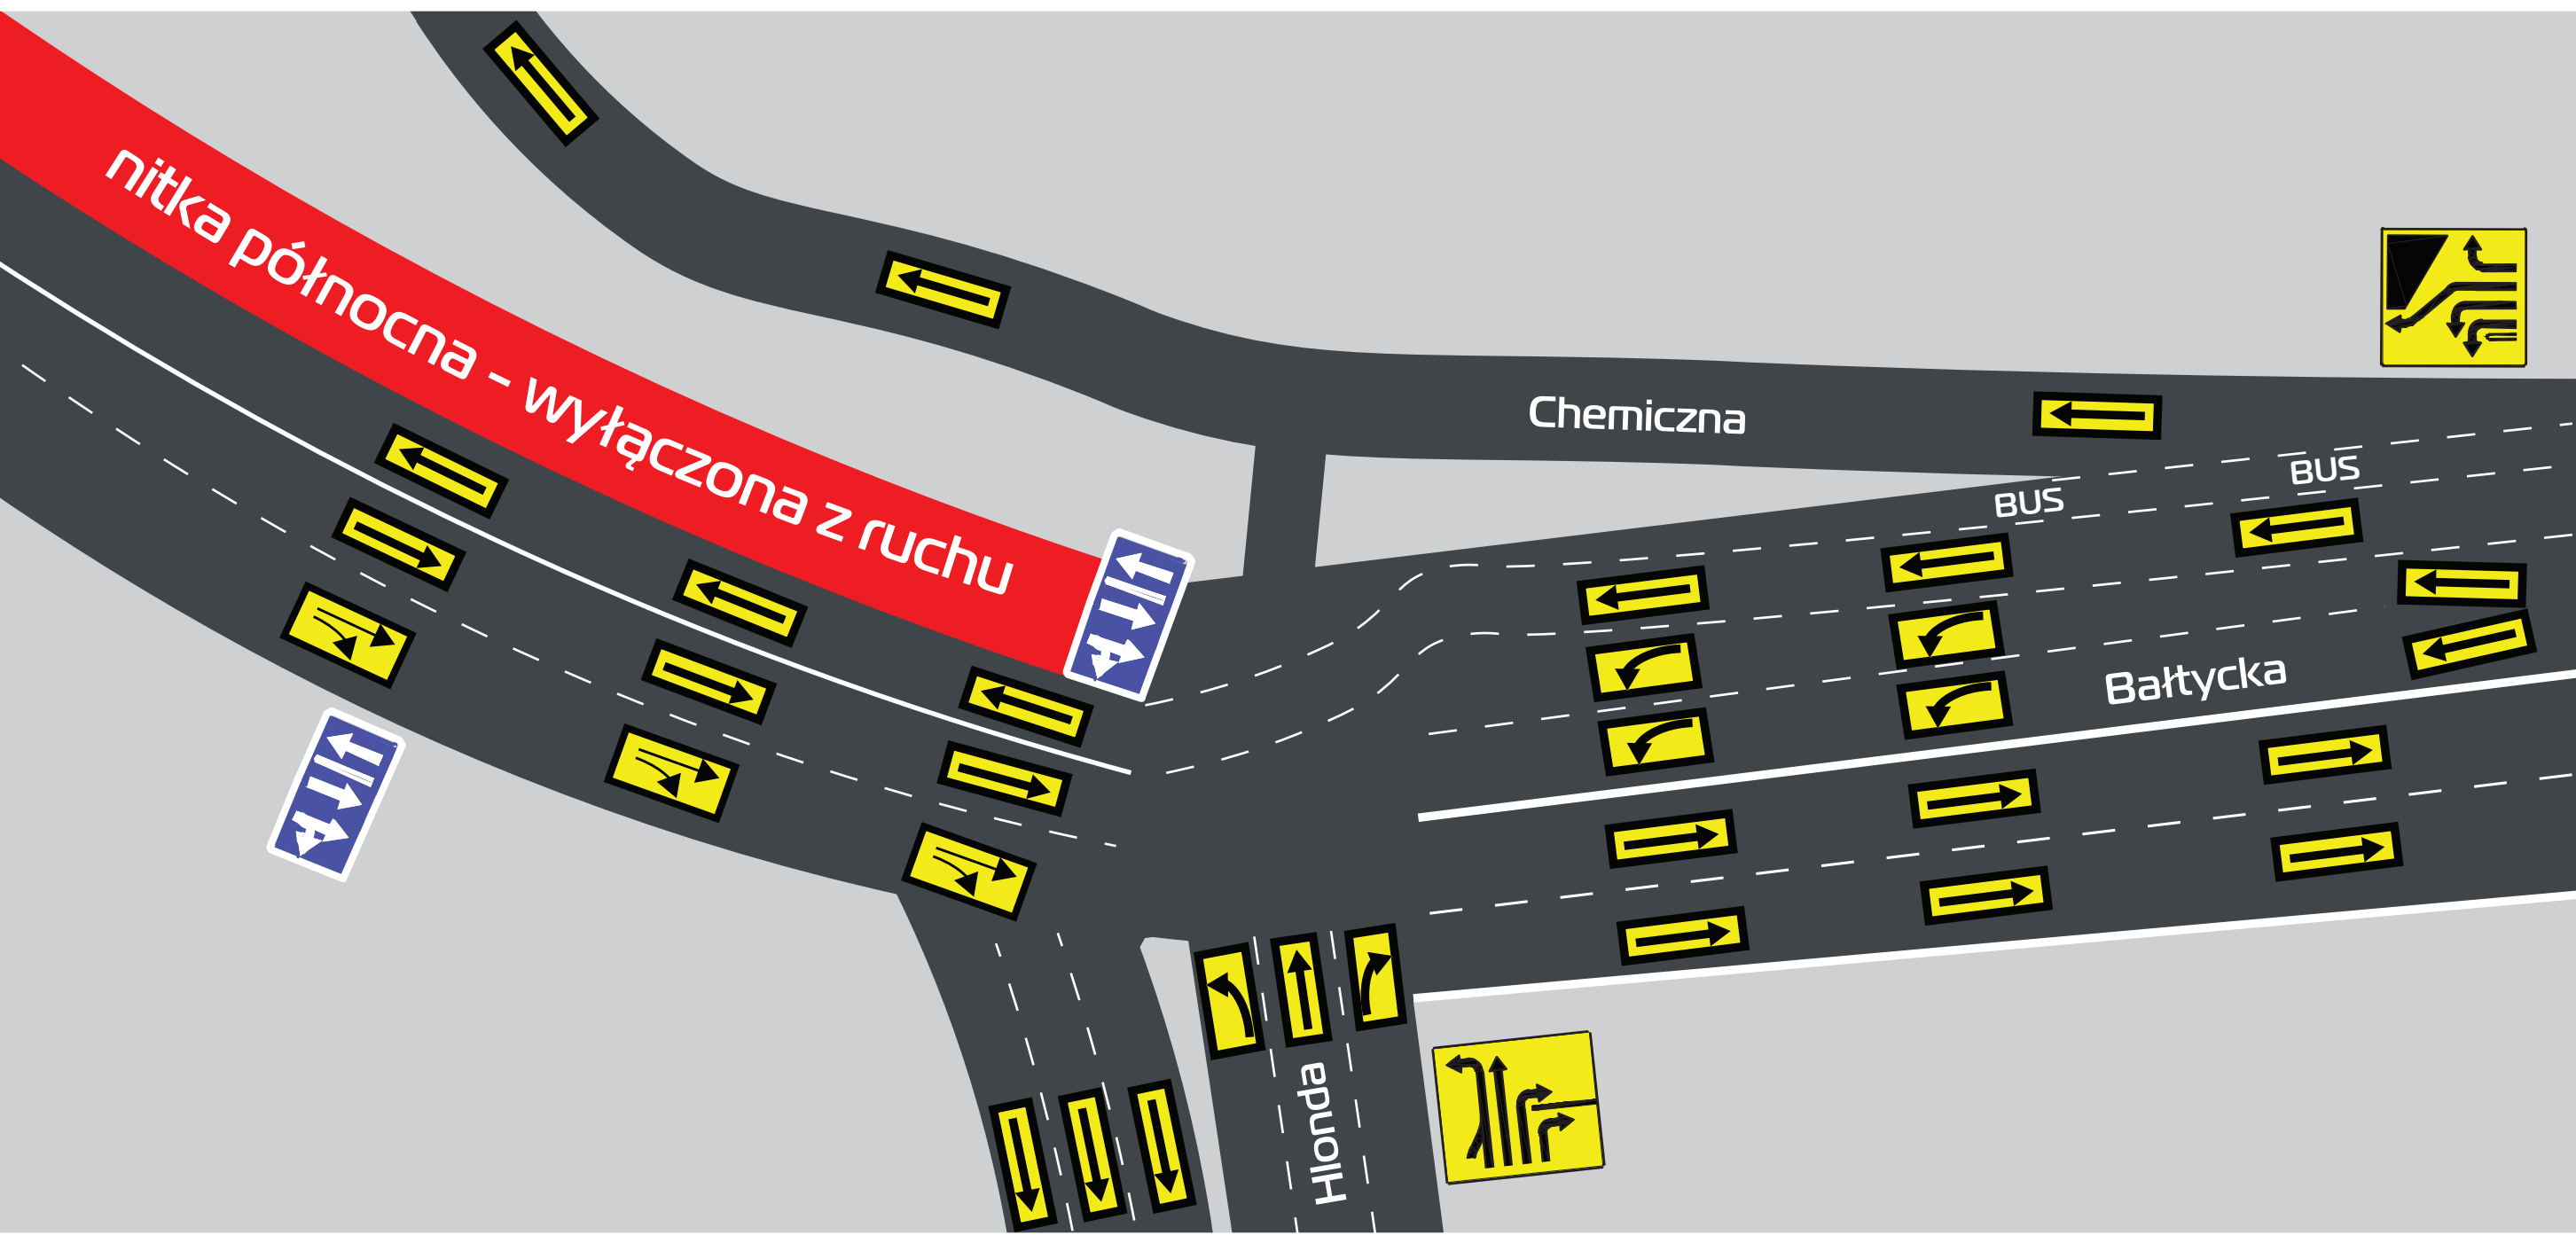 nitka północna - wyłączona z ruchu
Chemiczna
BUS
BUS
Bałtycka
Hlonda